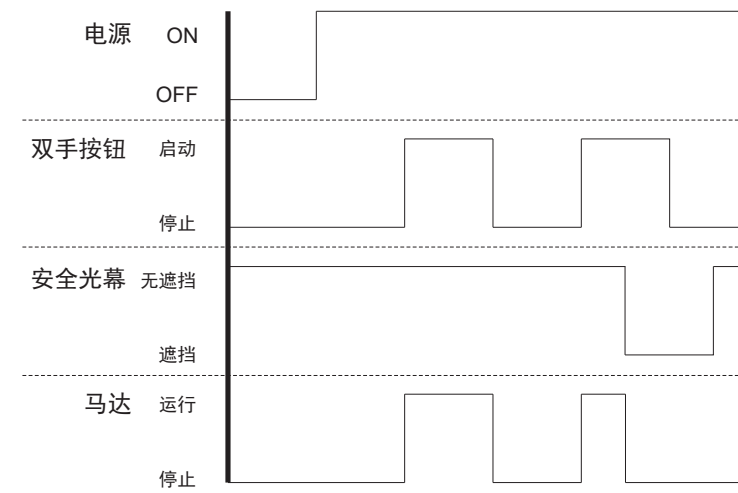 电源 ON
OFF
双手按钮 启动
停止
安全光幕 无遮挡
遮挡
马达 运行
停止